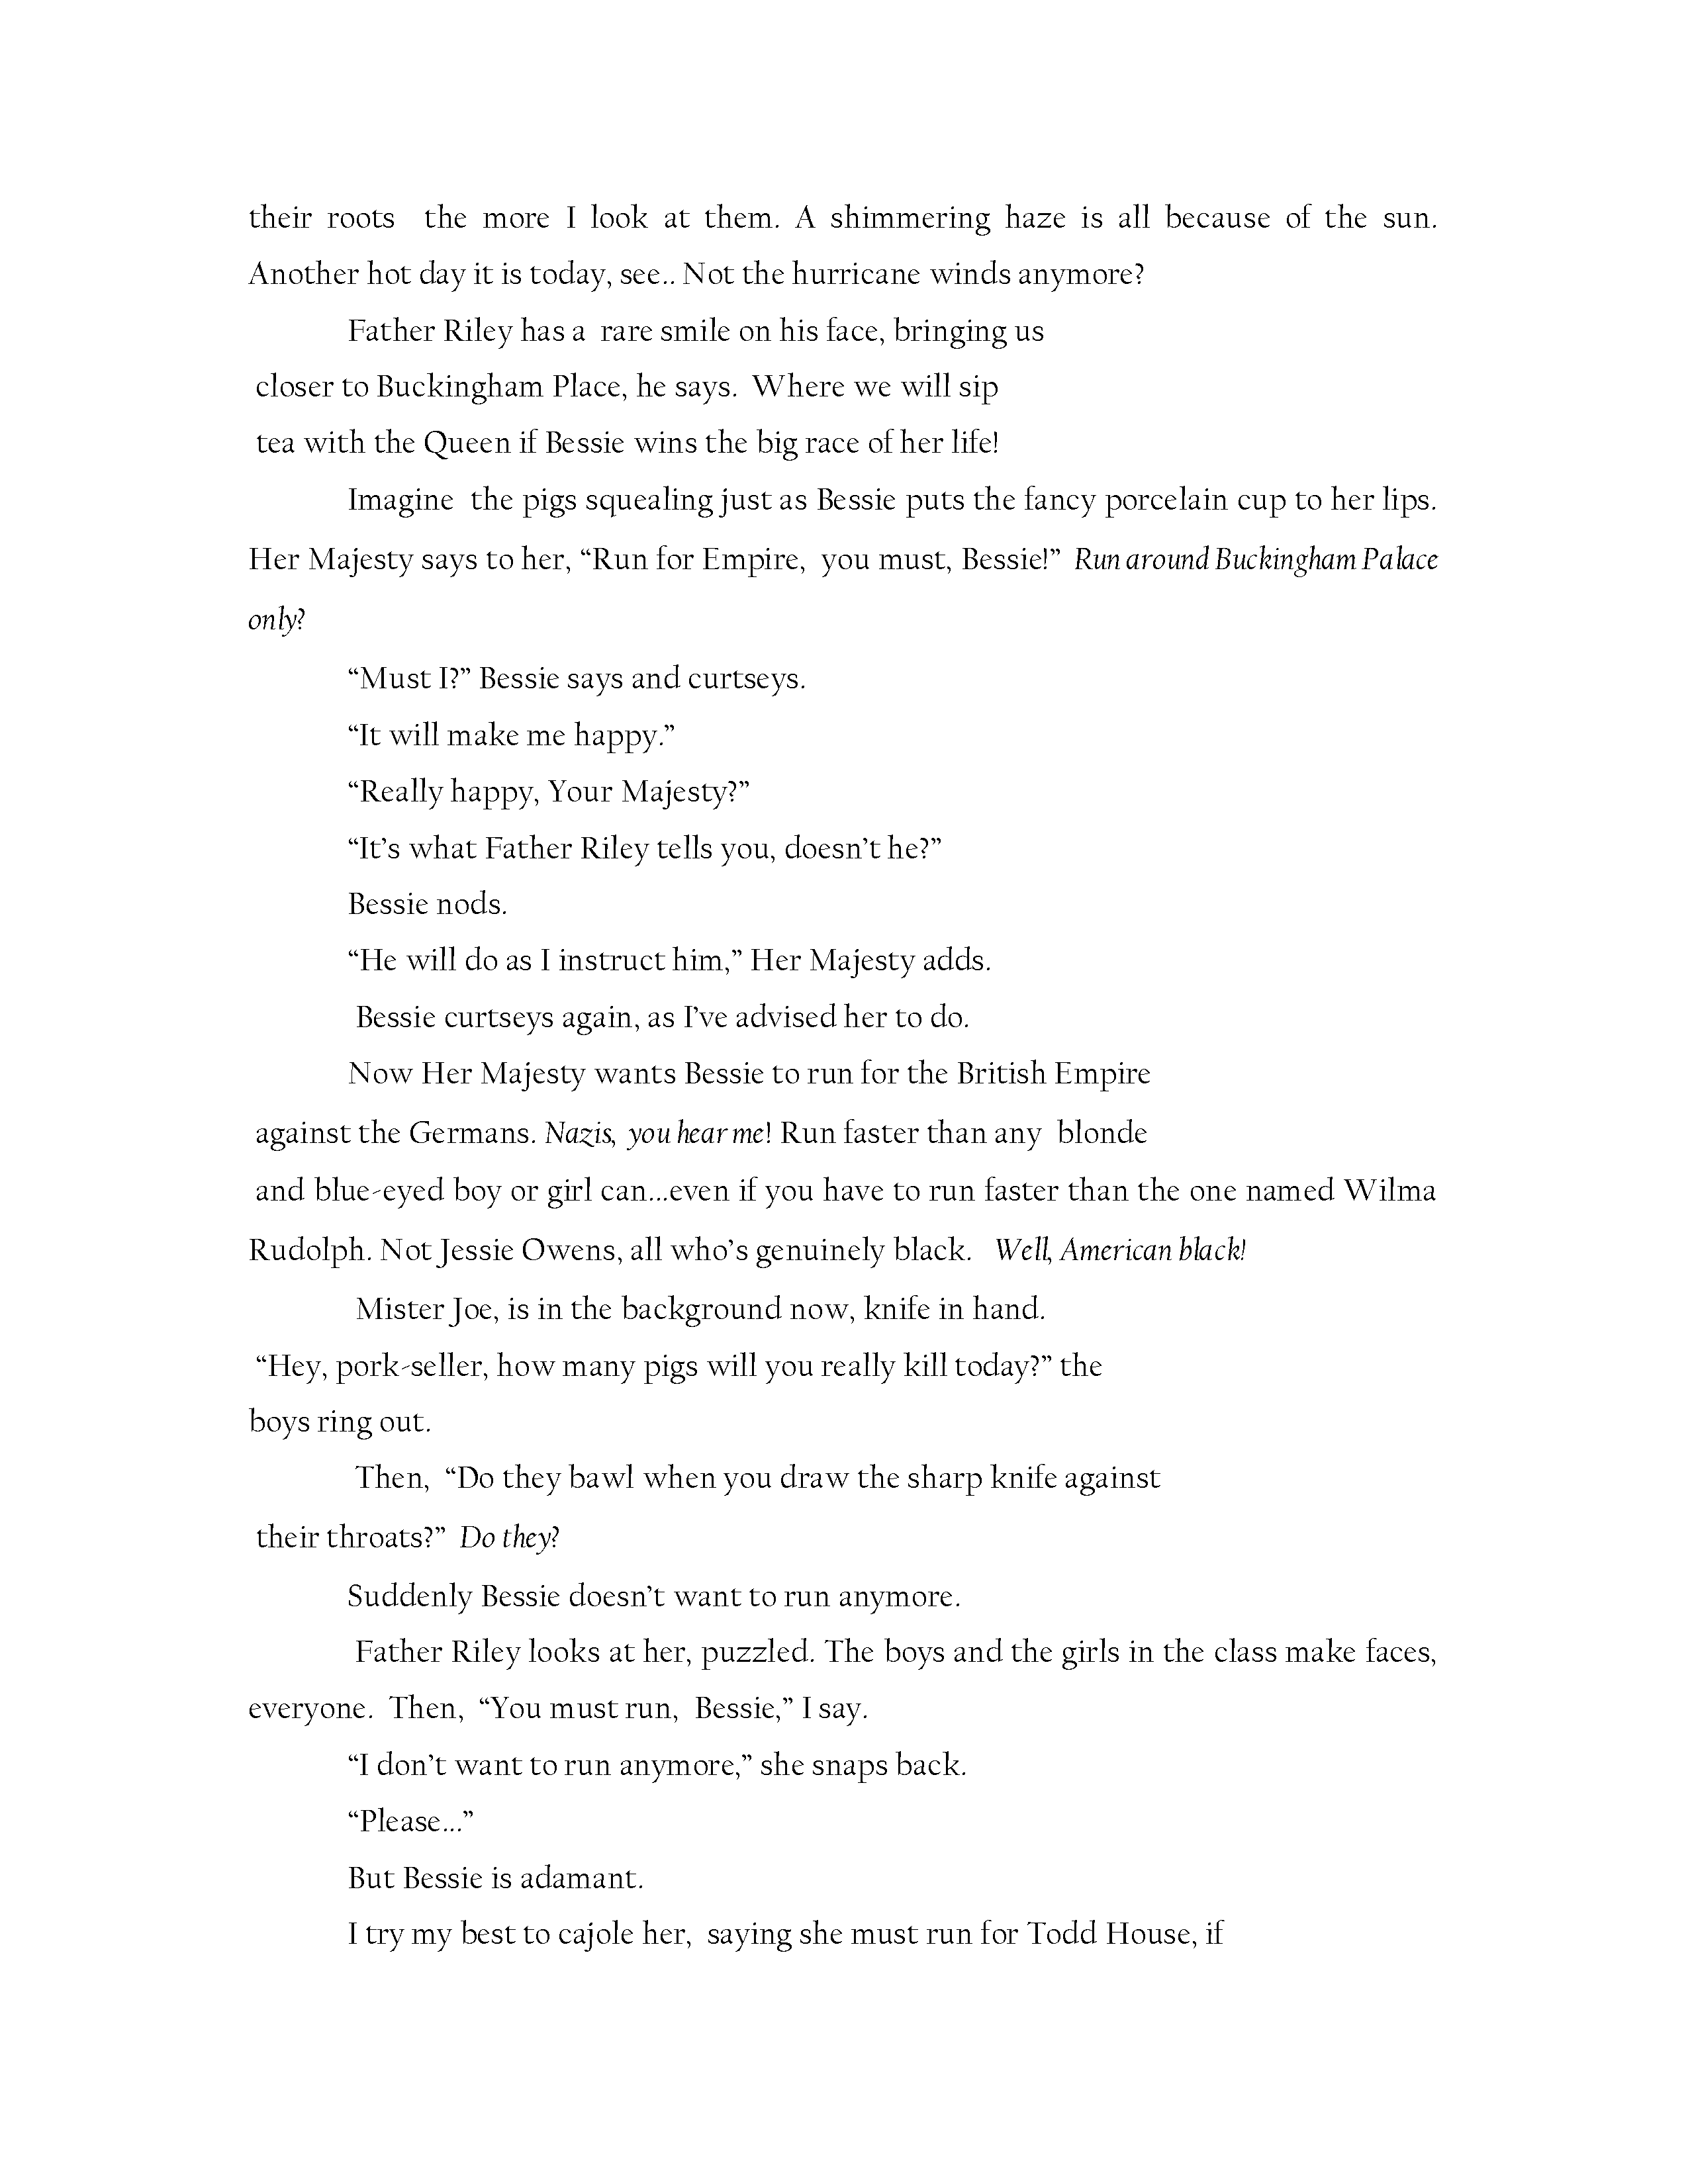 their roots  the more I look at them. A shimmering haze is all because of the sun.
Another hot day it is today, see.. Not the hurricane winds anymore?
Father Riley has a  rare smile on his face, bringing us
closer to Buckingham Place, he says.  Where we will sip
tea with the Queen if Bessie wins the big race of her life!
Imagine  the pigs squealing just as Bessie puts the fancy porcelain cup to her lips.
Her Majesty says to her, “Run for Empire,  you must, Bessie!”  Run around Buckingham Palace
only?
“Must I?” Bessie says and curtseys.
“It will make me happy.”
“Really happy, Your Majesty?”
“It’s what Father Riley tells you, doesn’t he?”
Bessie nods.
“He will do as I instruct him,” Her Majesty adds.
Bessie curtseys again, as I’ve advised her to do.
Now Her Majesty wants Bessie to run for the British Empire
against the Germans. Nazis,  you hear me! Run faster than any  blonde
and blue-eyed boy or girl can…even if you have to run faster than the one named Wilma
Rudolph. Not Jessie Owens, all who’s genuinely black.   Well, American black!
Mister Joe, is in the background now, knife in hand.
“Hey, pork-seller, how many pigs will you really kill today?” the
boys ring out.
Then,  “Do they bawl when you draw the sharp knife against
their throats?”  Do they?
Suddenly Bessie doesn’t want to run anymore.
Father Riley looks at her, puzzled. The boys and the girls in the class make faces,
everyone.  Then,  “You must run,  Bessie,” I say.
“I don’t want to run anymore,” she snaps back.
“Please…”
But Bessie is adamant.
I try my best to cajole her,  saying she must run for Todd House, if